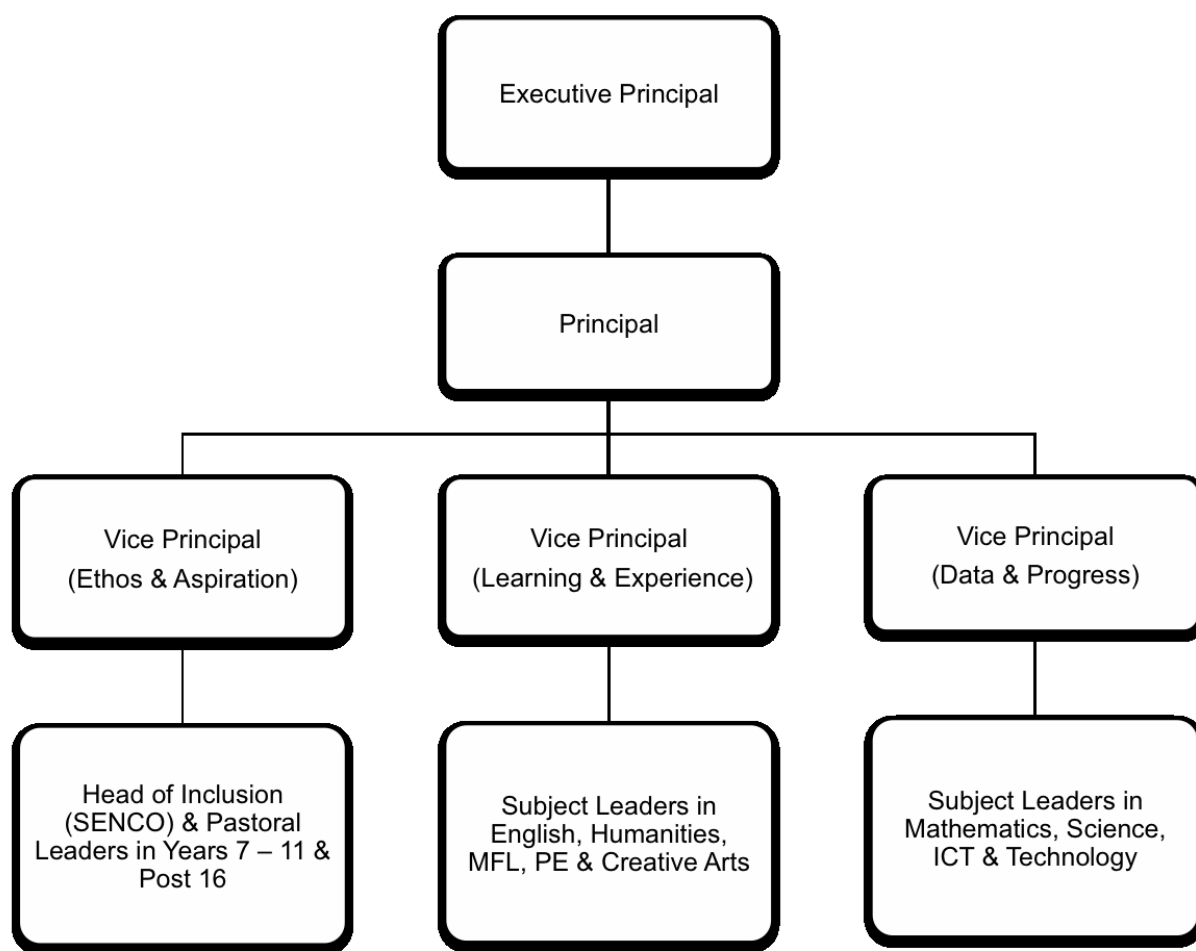 Executive Principal
Principal
Vice Principal
(Ethos & Aspiration)
Vice Principal
(Learning & Experience)
Vice Principal
(Data & Progress)
Head of Inclusion
(SENCO) & Pastoral
Leaders in Years 7 – 11 &
Post 16
Subject Leaders in
English, Humanities,
MFL, PE & Creative Arts
Subject Leaders in
Mathematics, Science,
ICT & Technology